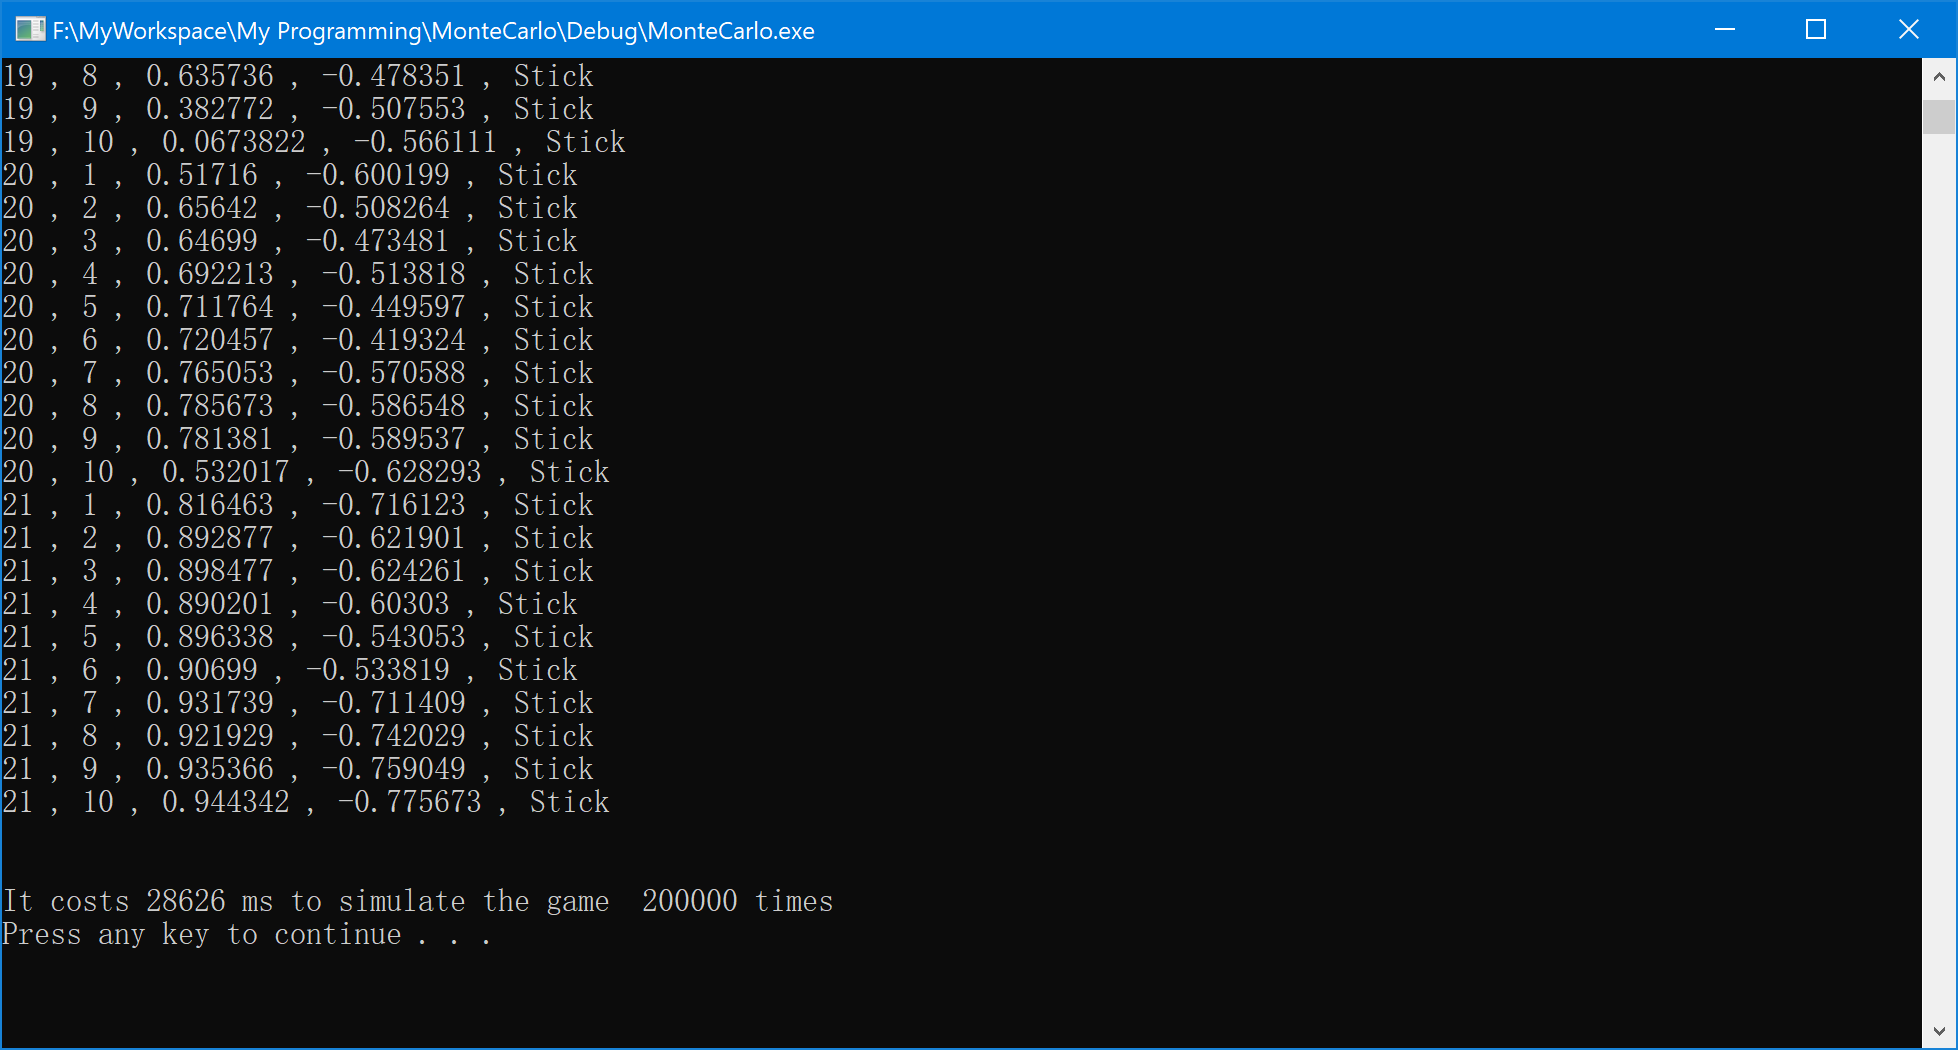 F:\MyWorkspace\My Programming\MonteCarlo\Debug\MonteCarlo.exe
19 , 8 , 0.635736 , -0.478351 , Stick
19 , 9 , 0.382772 , -0.507553 , Stick
19 , 10 , 0.0673822 , -0.566111 , Stick
20 , 1 , 0.51716 , -0.600199 , Stick
20 , 2 , 0.65642 , -0.508264 , Stick
20 , 3 , 0.64699 , -0.473481 , Stick
20 , 4 , 0.692213 , -0.513818 , Stick
20 , 5 , 0.711764 , -0.449597 , Stick
20 , 6 , 0.720457 , -0.419324 , Stick
20 , 7 , 0.765053 , -0.570588 , Stick
20 , 8 , 0.785673 , -0.586548 , Stick
20 , 9 , 0.781381 , -0.589537 , Stick
20 , 10 , 0.532017 , -0.628293 , Stick
21 , 1 , 0.816463 , -0.716123 , Stick
21 , 2 , 0.892877 , -0.621901 , Stick
21 , 3 , 0.898477 , -0.624261 , Stick
21 , 4 , 0.890201 , -0.60303 , Stick
21 , 5 , 0.896338 , -0.543053 , Stick
21 , 6 , 0.90699 , -0.533819 , Stick
21 , 7 , 0.931739 , -0.711409 , Stick
21 , 8 , 0.921929 , -0.742029 , Stick
21 , 9 , 0.935366 , -0.759049 , Stick
21 , 10 , 0.944342 , -0.775673 , Stick
It costs 28626 ms to simulate the game  200000 times
Press any key to continue . . .